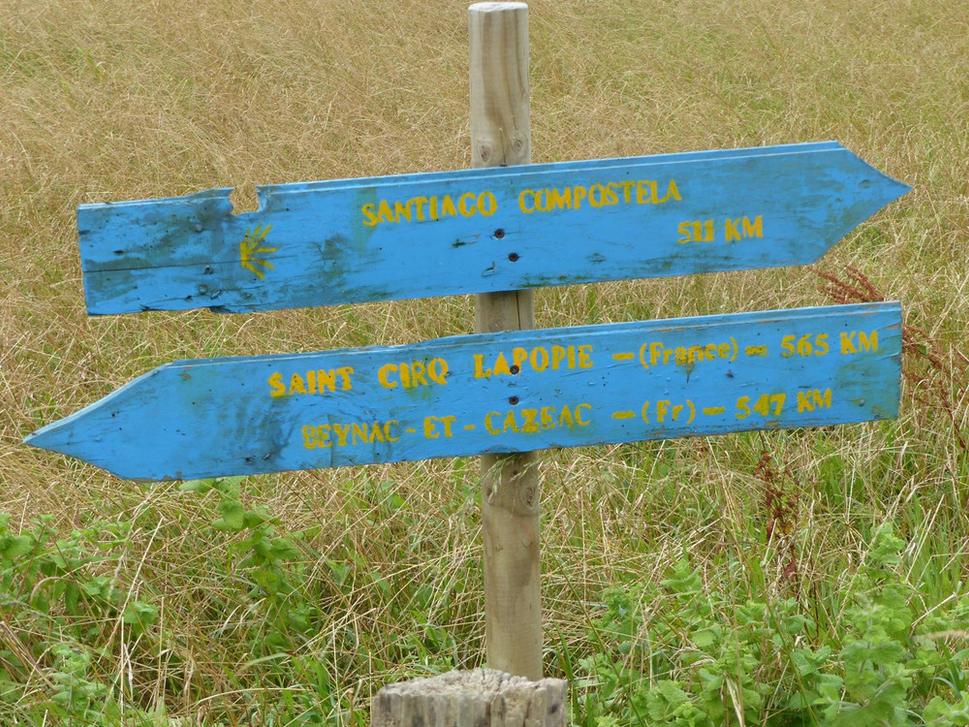 SANTIAGO COMPOSTELA
511 KM
SAINT CIRQ LAPOPIE - (France) - 565 KM
BEYNAC - ET - CAZEAC - (Fr) - 547 KM